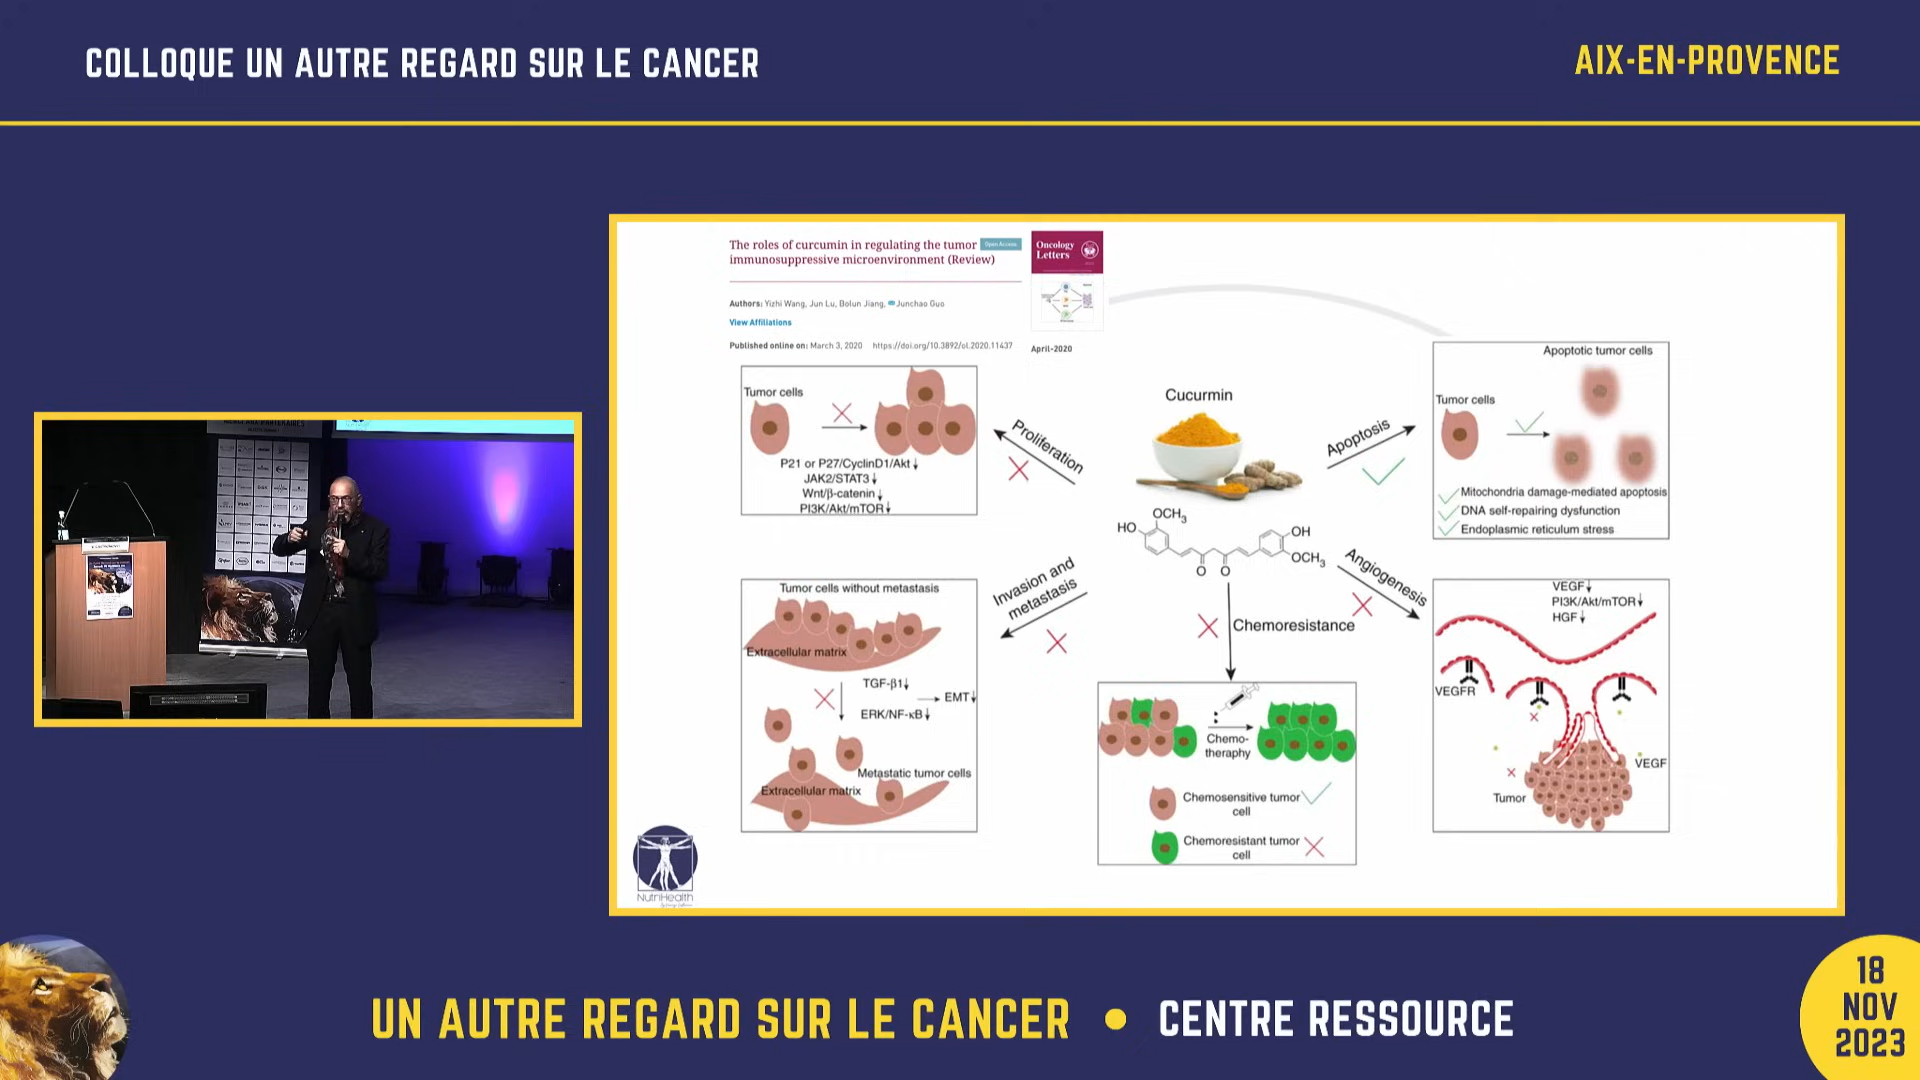 COLLOQUE UN AUTRE REGARD SUR LE CANCER
AIX-EN-PROVENCE
The roles of curcumin in regulating the tumor
immunosuppressive microenvironment (Review)
Open Access
Oncology
Letters
Authors: Yizhi Wang, Jun Lu, Bolun Jiang, Junchao Guo
View Affiliations
Published online on: March 3, 2020 https://doi.org/10.3892/ol.2020.11437
April-2020
Tumor cells
P21 or P27/CyclinD1/Akt↓
JAK2/STAT3↓
Wnt/β-catenin↓
PI3K/Akt/mTOR↓
Proliferation
Cucurmin
Apoptosis
Apoptotic tumor cells
Tumor cells
Mitochondria damage-mediated apoptosis
DNA self-repairing dysfunction
Endoplasmic reticulum stress
OCH3
HO
OH
OCH3
O O
Invasion and
metastasis
Tumor cells without metastasis
Extracellular matrix
TGF-β1↓
EMT↓
ERK/NF-κB↓
Metastatic tumor cells
Extracellular matrix
Chemoresistance
Chemo-
theraphy
Chemosensitive tumor
cell
Chemoresistant tumor
cell
Angiogenesis
VEGF↓
PI3K/Akt/mTOR↓
HGF↓
VEGFR
VEGF
Tumor
NutriHealth
UN AUTRE REGARD SUR LE CANCER • CENTRE RESSOURCE
18
NOV
2023